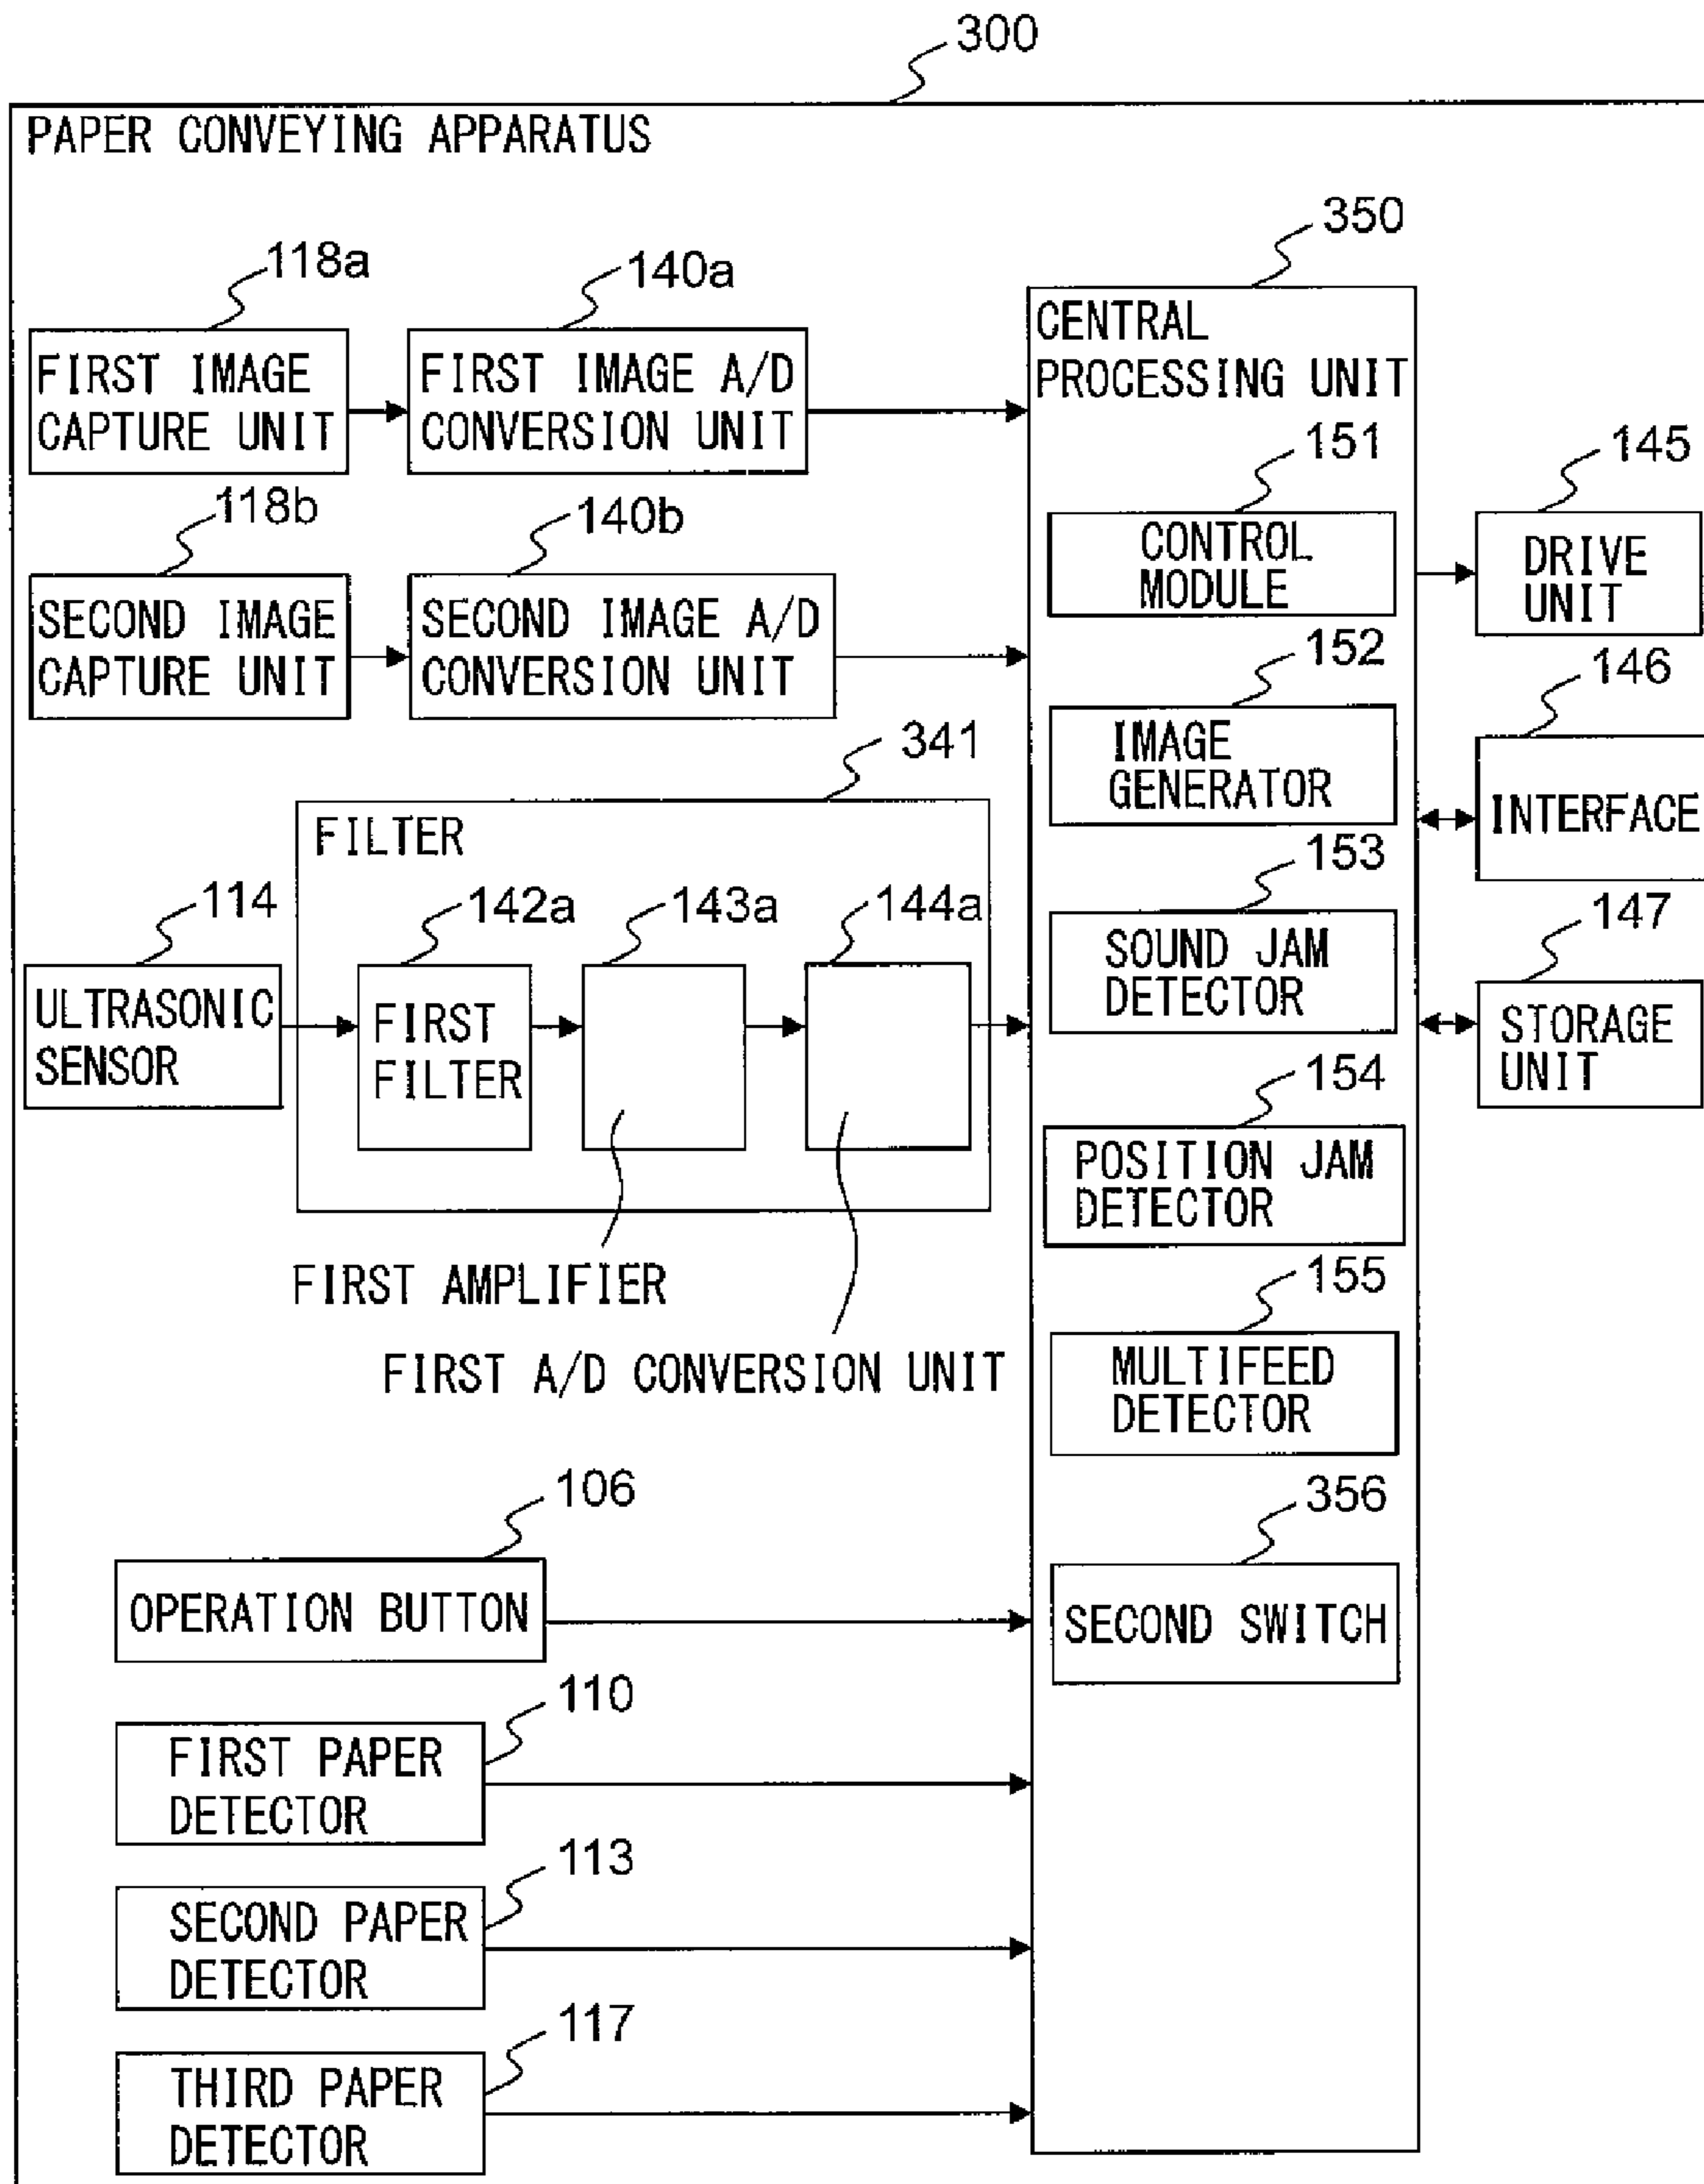 300
PAPER CONVEYING APPARATUS
350
118a
140a
CENTRAL
PROCESSING UNIT
FIRST IMAGE
CAPTURE UNIT
FIRST IMAGE A/D
CONVERSION UNIT
151
145
CONTROL
MODULE
DRIVE
UNIT
118b
140b
SECOND IMAGE
CAPTURE UNIT
SECOND IMAGE A/D
CONVERSION UNIT
152
146
IMAGE
GENERATOR
INTERFACE
341
FILTER
153
147
114
142a
143a
144a
SOUND JAM
DETECTOR
STORAGE
UNIT
ULTRASONIC
SENSOR
FIRST
FILTER
154
POSITION JAM
DETECTOR
FIRST AMPLIFIER
155
FIRST A/D CONVERSION UNIT
MULTIFEED
DETECTOR
106
356
OPERATION BUTTON
SECOND SWITCH
110
FIRST PAPER
DETECTOR
113
SECOND PAPER
DETECTOR
117
THIRD PAPER
DETECTOR